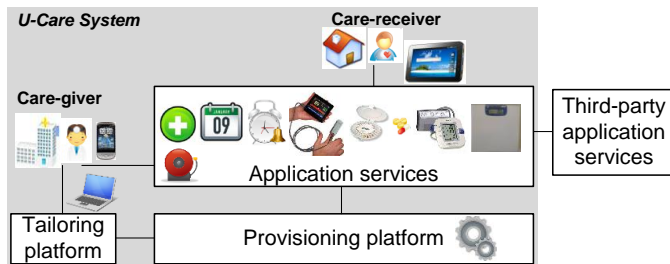 U-Care System
Care-receiver
Care-giver
09
Third-party
application
services
Application services
Tailoring
platform
Provisioning platform